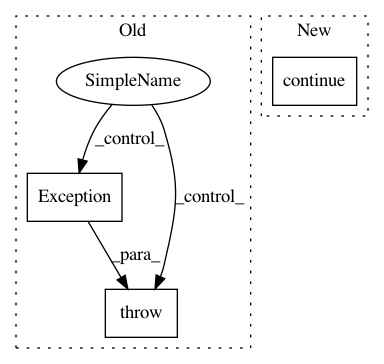 Old
New
SimpleName
continue
_control_
Exception
_control_
_para_
throw